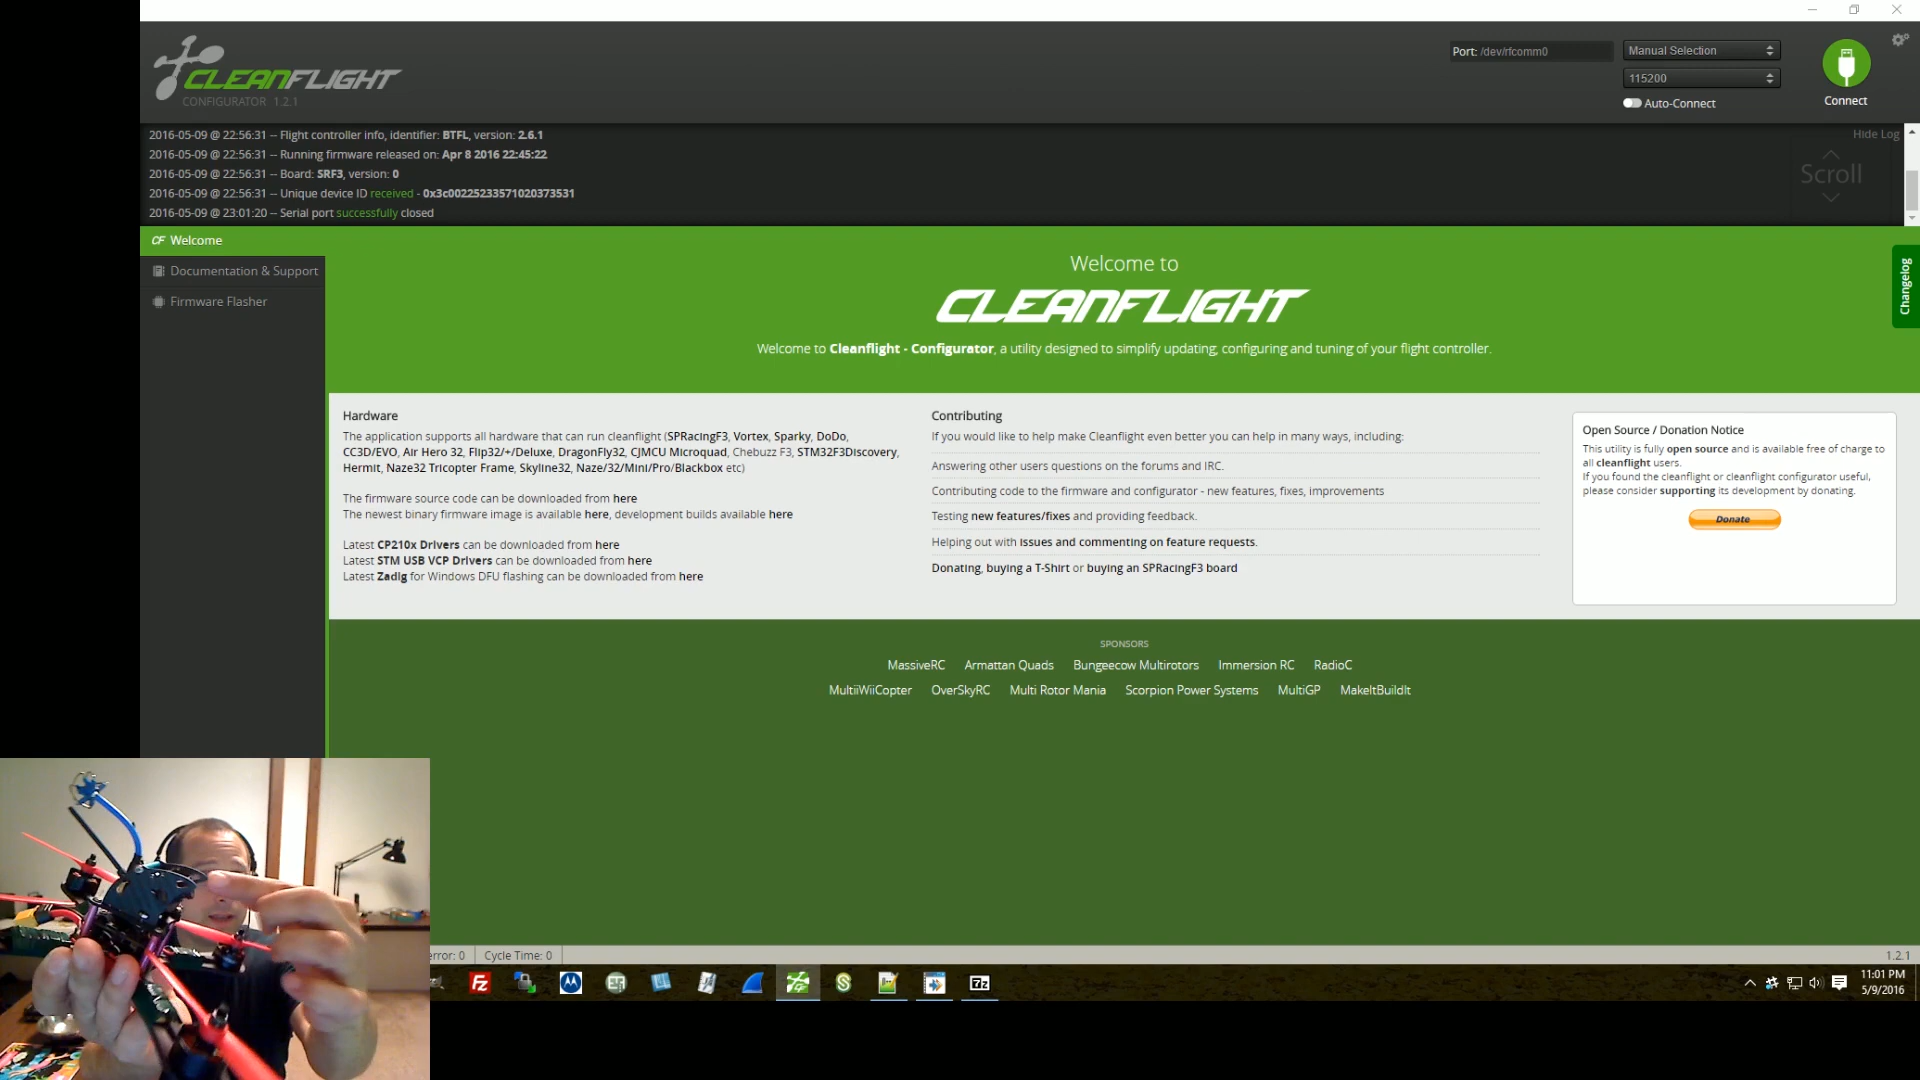 CLEANFLIGHT
CONFIGURATOR 1.2.1
Port: /dev/rfcomm0
Manual Selection
115200
Auto-Connect
Connect
2016-05-09 @ 22:56:31 -- Flight controller info, identifier: BTFL, version: 2.6.1
2016-05-09 @ 22:56:31 -- Running firmware released on: Apr 8 2016 22:45:22
2016-05-09 @ 22:56:31 -- Board: SRF3, version: 0
2016-05-09 @ 22:56:31 -- Unique device ID received - 0x3c00225233571020373531
2016-05-09 @ 23:01:20 -- Serial port successfully closed
Hide Log
Scroll
CF Welcome
Documentation & Support
Firmware Flasher
Welcome to
CLEANFLIGHT
Welcome to Cleanflight - Configurator, a utility designed to simplify updating, configuring and tuning of your flight controller.
Changelog
Hardware
The application supports all hardware that can run cleanflight (SPRacingF3, Vortex, Sparky, DoDo,
CC3D/EVO, Air Hero 32, Flip32/+/Deluxe, DragonFly32, CJMCU Microquad, Chebuzz F3, STM32F3Discovery,
Hermit, Naze32 Tricopter Frame, Skyline32, Naze/32/Mini/Pro/Blackbox etc)
The firmware source code can be downloaded from here
The newest binary firmware image is available here, development builds available here
Latest CP210x Drivers can be downloaded from here
Latest STM USB VCP Drivers can be downloaded from here
Latest Zadig for Windows DFU flashing can be downloaded from here
Contributing
If you would like to help make Cleanflight even better you can help in many ways, including:
Answering other users questions on the forums and IRC.
Contributing code to the firmware and configurator - new features, fixes, improvements
Testing new features/fixes and providing feedback.
Helping out with issues and commenting on feature requests.
Donating, buying a T-Shirt or buying an SPRacingF3 board
Open Source / Donation Notice
This utility is fully open source and is available free of charge to
all cleanflight users.
If you found the cleanflight or cleanflight configurator useful,
please consider supporting its development by donating.
Donate
SPONSORS
MassiveRC Armattan Quads Bungeecow Multirotors Immersion RC RadioC
MultiiWiiCopter OverSkyRC Multi Rotor Mania Scorpion Power Systems MultiGP MakeItBuildIt
error: 0 Cycle Time: 0
1.2.1
Fz
7z
11:01 PM
5/9/2016